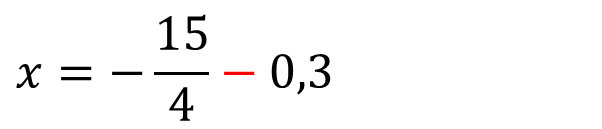 x = −15/4 − 0,3